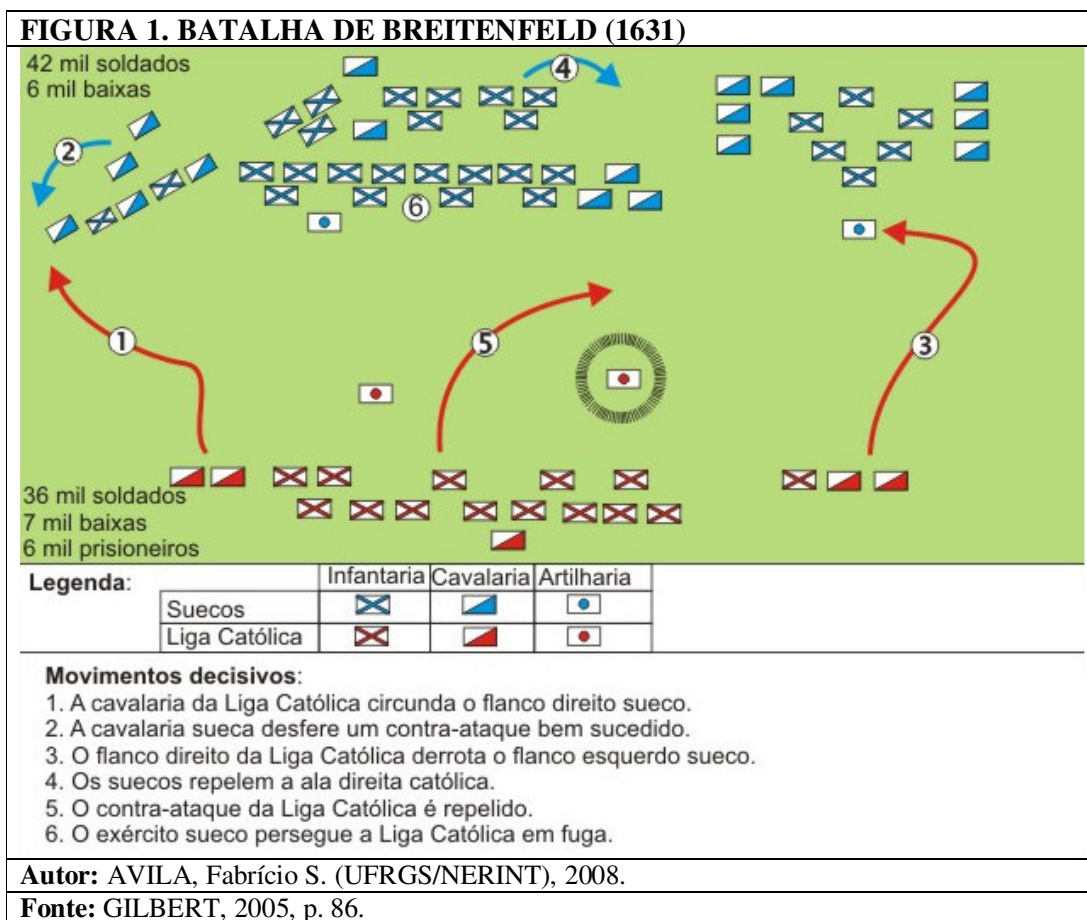 FIGURA 1. BATALHA DE BREITENFELD (1631)
42 mil soldados
6 mil baixas
4
2
6
1
5
3
36 mil soldados
7 mil baixas
6 mil prisioneiros
Legenda:
Infantaria Cavalaria Artilharia
Suecos
Liga Católica
Movimentos decisivos:
1. A cavalaria da Liga Católica circunda o flanco direito sueco.
2. A cavalaria sueca desfere um contra-ataque bem sucedido.
3. O flanco direito da Liga Católica derrota o flanco esquerdo sueco.
4. Os suecos repelem a ala direita católica.
5. O contra-ataque da Liga Católica é repelido.
6. O exército sueco persegue a Liga Católica em fuga.
Autor: AVILA, Fabrício S. (UFRGS/NERINT), 2008.
Fonte: GILBERT, 2005, p. 86.